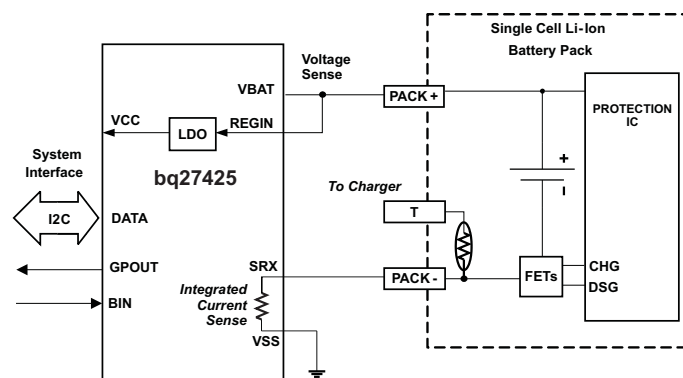 Single Cell Li-Ion
Battery Pack
Voltage
Sense
VBAT
PACK +
PROTECTION
IC
VCC
LDO
REGIN
System
Interface
bq27425
+
To Charger
I2C
DATA
T
GPOUT
SRX
PACK -
FETs
CHG
DSG
BIN
Integrated
Current
Sense
VSS